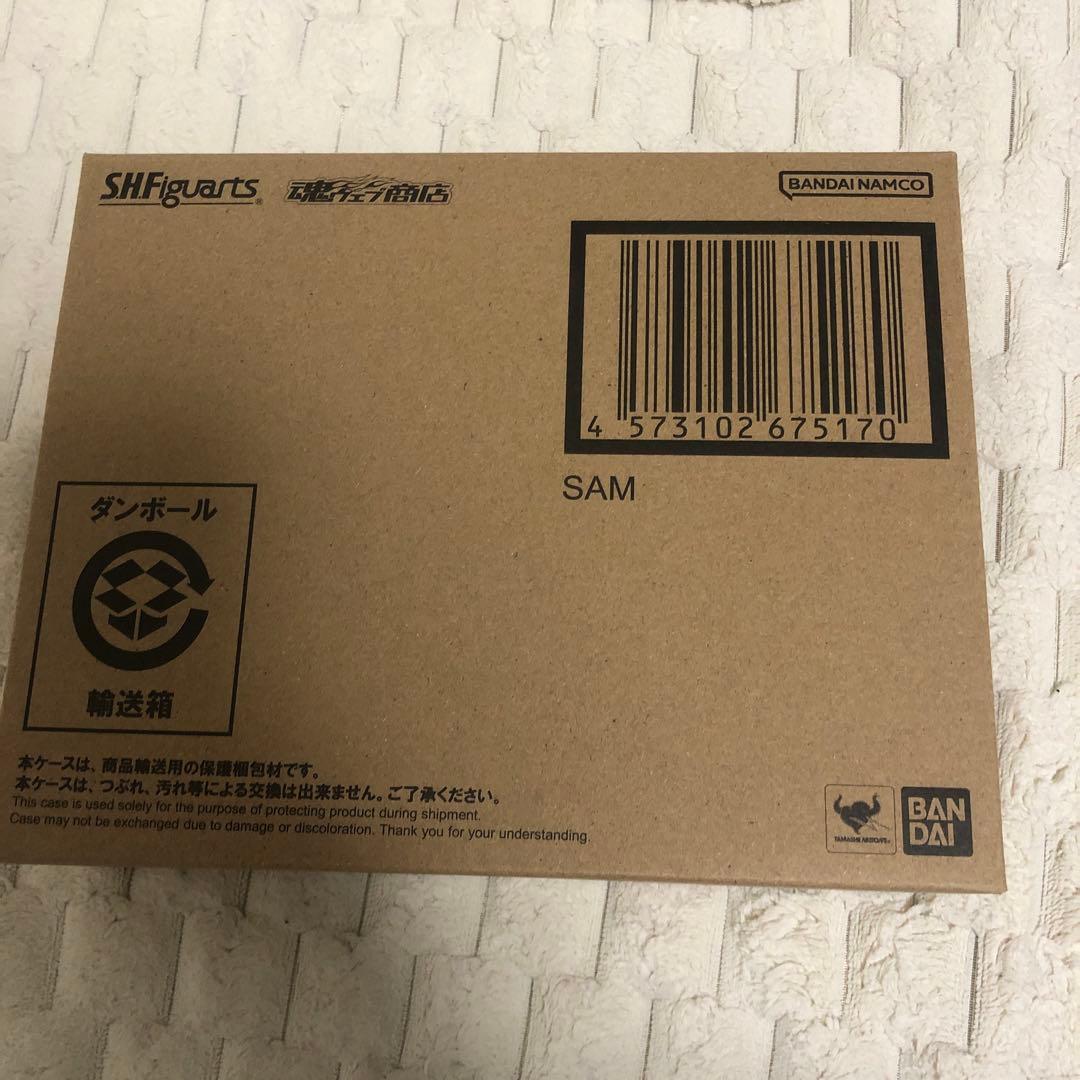 S.H.Figuarts®
魂ウェブ商店
BANDAI NAMCO
4 573102 675170
SAM
ダンボール
輸送箱
本ケースは、商品輸送用の保護梱包材です。
本ケースは、つぶれ、汚れ等による交換は出来ません。ご了承ください。
This case is used solely for the purpose of protecting product during shipment.
Case may not be exchanged due to damage or discoloration. Thank you for your understanding.
TAMASHII NATIONS
BAN
DAI